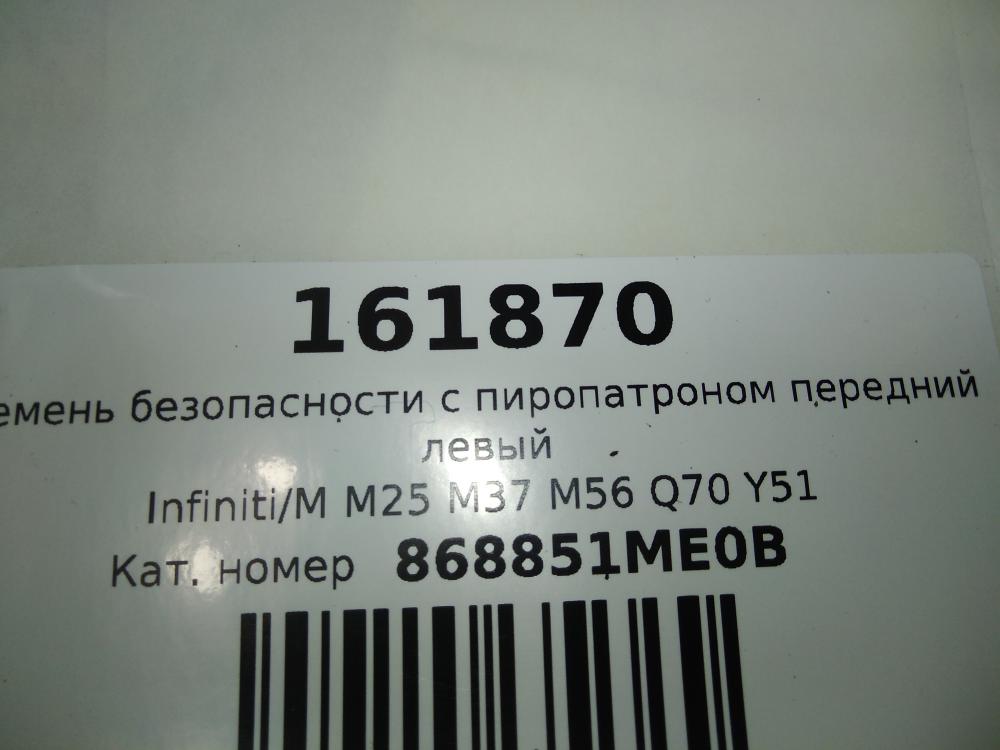 161870
емень безопасности с пиропатроном передний
левый
Infiniti/M M25 M37 M56 Q70 Y51
Кат. номер 868851ME0B